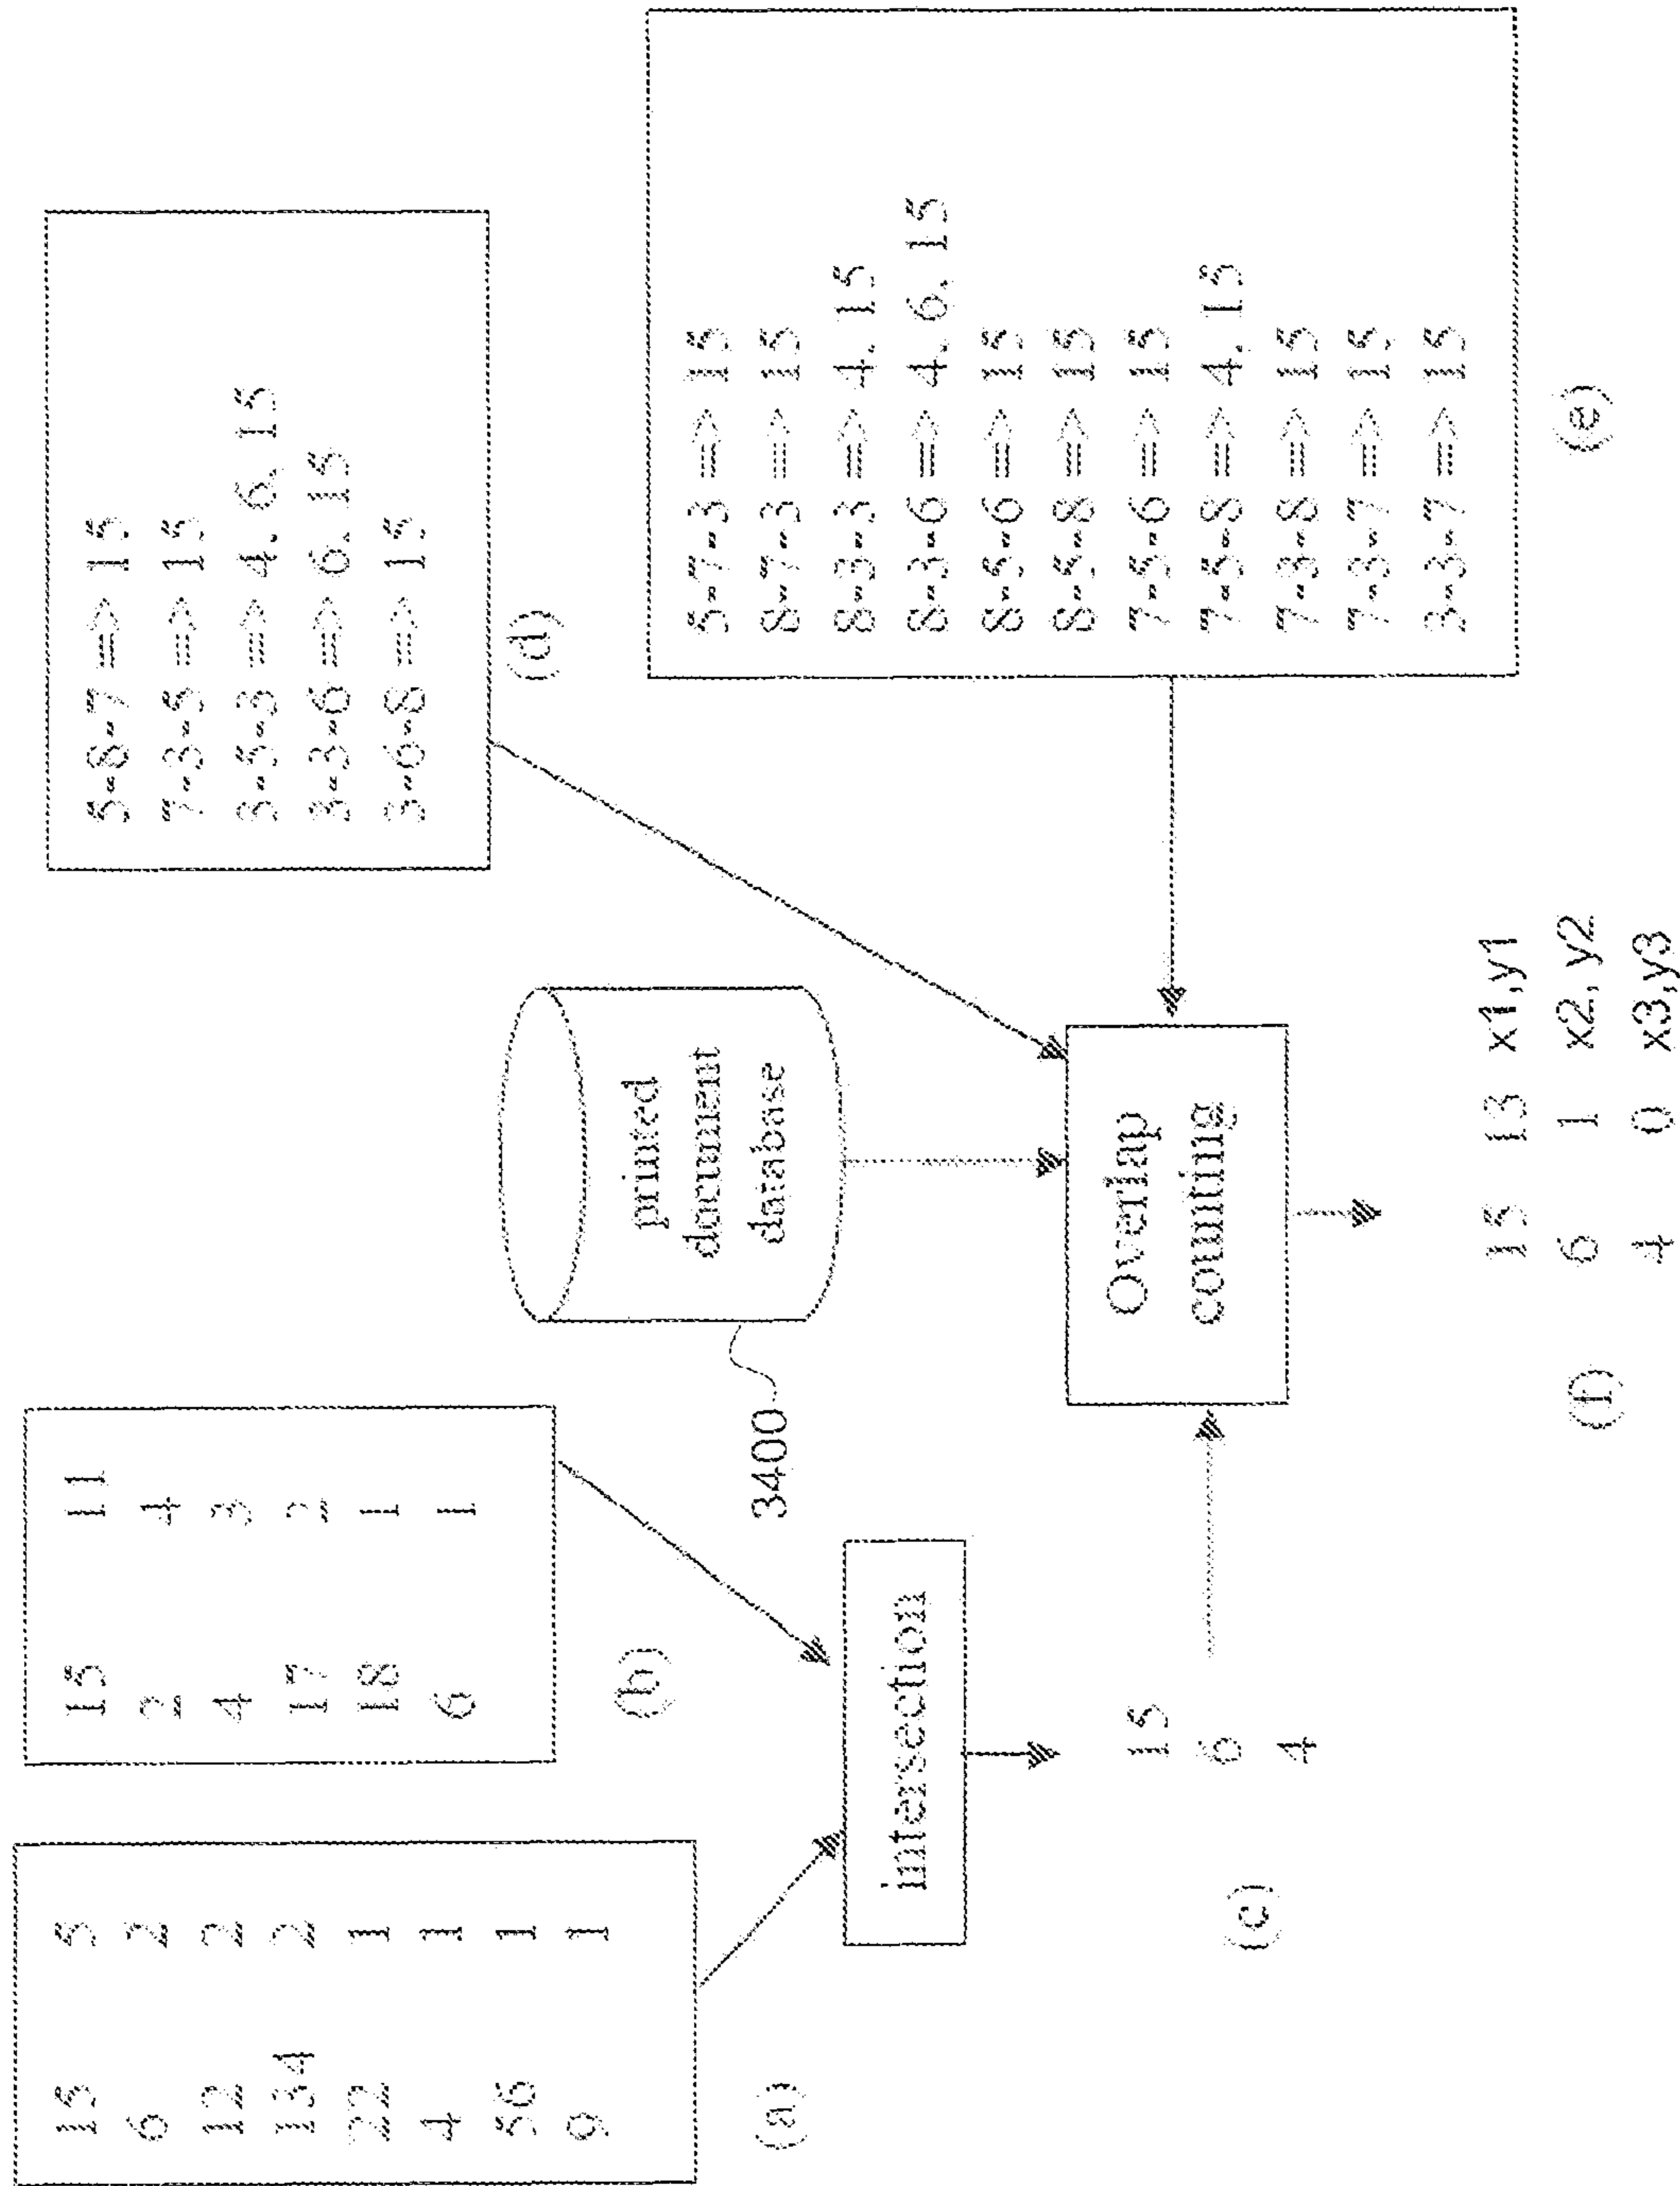 15 5
6 2
12 2
134 2
22 1
4 1
56 1
9 1
(a)
15 11
2 4
4 3
17 2
18 1
6 1
(b)
intersection
15
6
4
(c)
3400
printed
document
database
5-8-7 ==> 15
7-3-5 ==> 15
3-5-3 ==> 4, 6, 15
3-3-6 ==> 6, 15
3-6-8 ==> 15
(d)
Overlap
counting
5-7-3 ==> 15
8-7-3 ==> 15
8-3-3 ==> 4, 15
8-3-6 ==> 4, 6, 15
8-5-6 ==> 15
8-5-8 ==> 15
7-5-6 ==> 15
7-5-8 ==> 4, 15
7-3-8 ==> 15
7-3-7 ==> 15
3-3-7 ==> 15
(e)
15 13 x1,y1
6 1 x2,y2
4 0 x3,y3
(f)